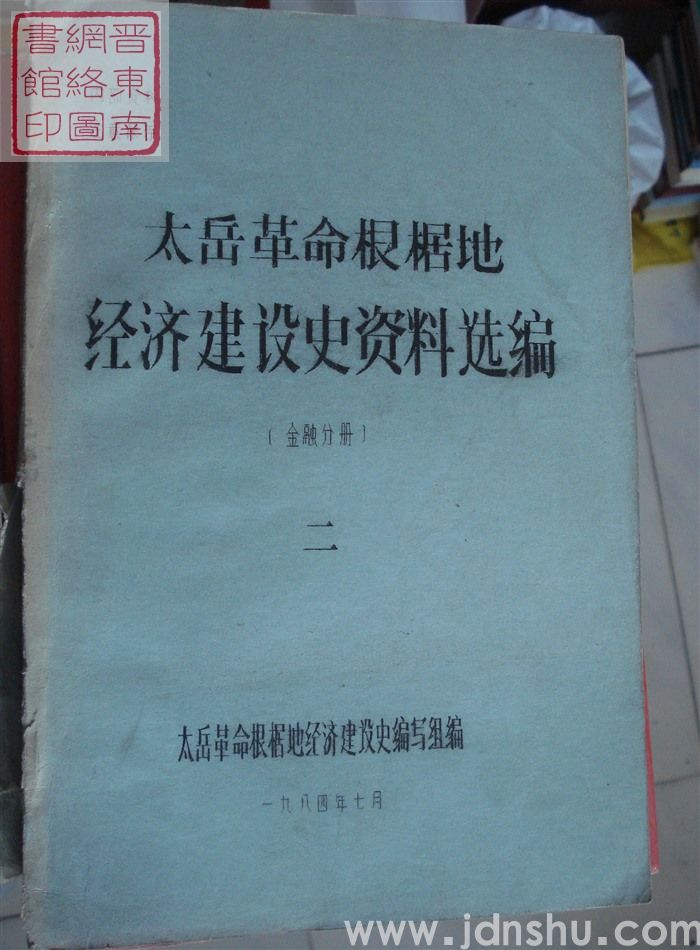 晋東南
網絡圖
書館印
太岳革命根椐地
经济建设史资料选编
（金融分册）
二
太岳革命根椐地经济建设史编写组编
一九八四年七月
www.jdnshu.com